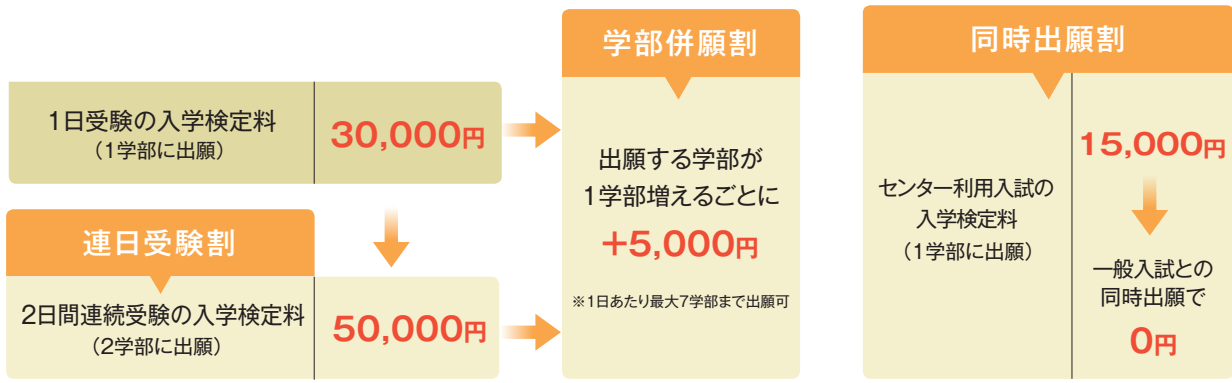 1日受験の入学検定料
（1学部に出願）
30,000円
連日受験割
2日間連続受験の入学検定料
（2学部に出願）
50,000円
学部併願割
出願する学部が
1学部増えるごとに
+5,000円
※1日あたり最大7学部まで出願可
同時出願割
センター利用入試の
入学検定料
（1学部に出願）
15,000円
一般入試との
同時出願で
0円